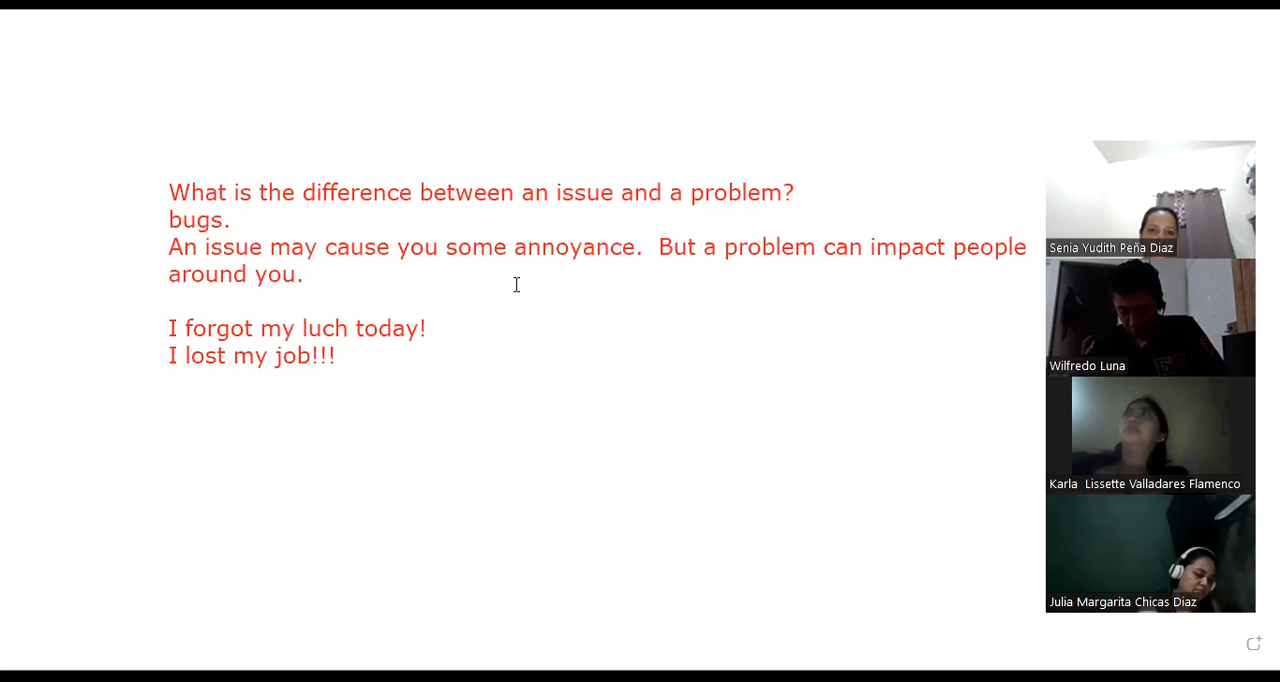 What is the difference between an issue and a problem?
bugs.
An issue may cause you some annoyance.  But a problem can impact people
around you.
I forgot my luch today!
I lost my job!!!
Senia Yudith Peña Diaz
Wilfredo Luna
Karla  Lissette Valladares Flamenco
Julia Margarita Chicas Diaz